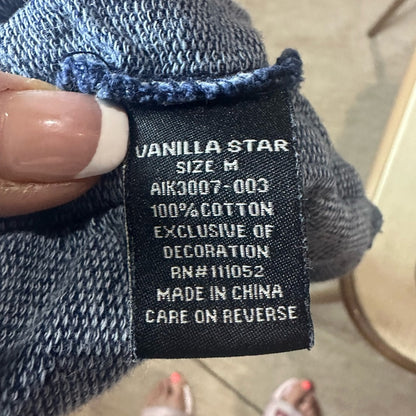 VANILLA STAR
SIZE M
AIK3007-003
100% COTTON
EXCLUSIVE OF
DECORATION
RN#111052
MADE IN CHINA
CARE ON REVERSE